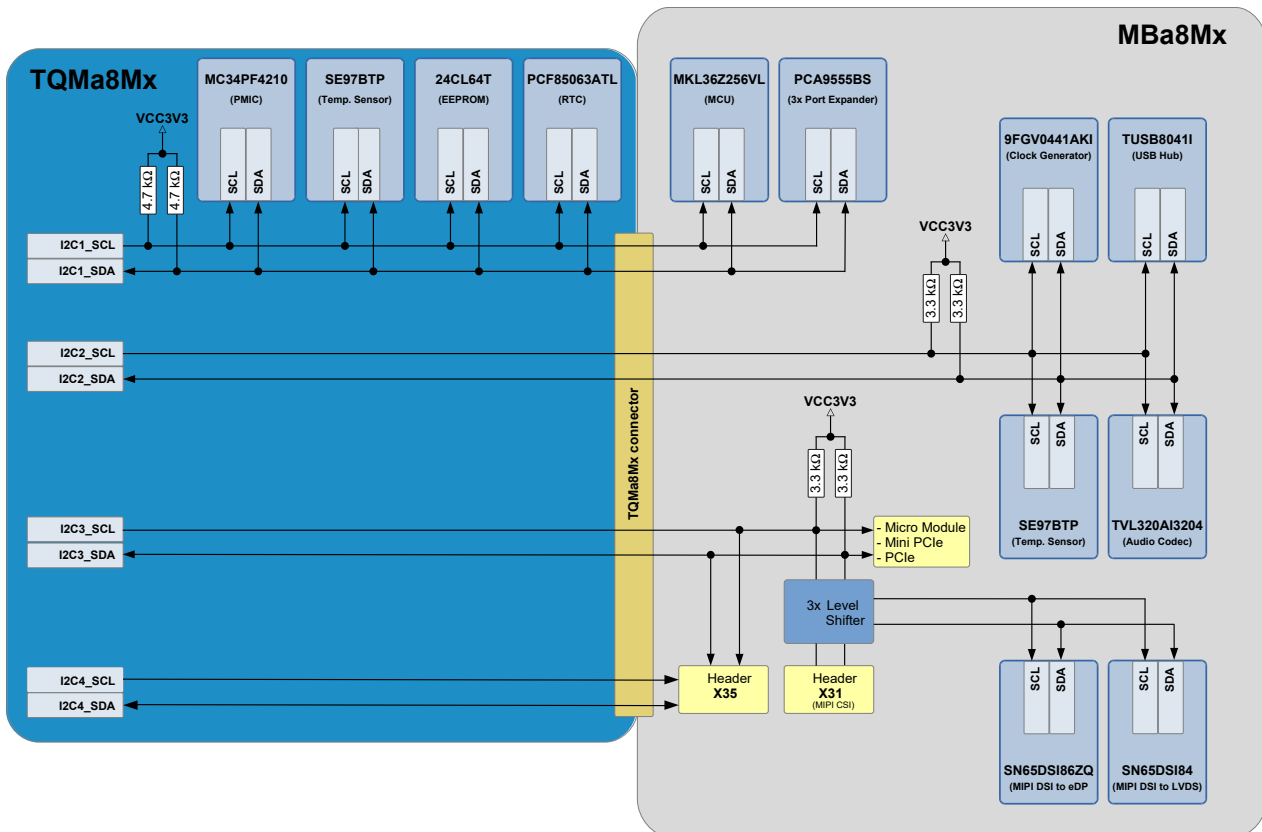 TQMa8Mx
MBa8Mx
MC34PF4210
(PMIC)
SCL
SDA
SE97BTP
(Temp. Sensor)
SCL
SDA
24CL64T
(EEPROM)
SCL
SDA
PCF85063ATL
(RTC)
SCL
SDA
MKL36Z256VL
(MCU)
SCL
SDA
PCA9555BS
(3x Port Expander)
SCL
SDA
VCC3V3
4.7 kΩ
4.7 kΩ
9FGV0441AKI
(Clock Generator)
SCL
SDA
TUSB8041I
(USB Hub)
SCL
SDA
I2C1_SCL
I2C1_SDA
VCC3V3
3.3 kΩ
3.3 kΩ
I2C2_SCL
I2C2_SDA
TQMa8Mx connector
VCC3V3
3.3 kΩ
3.3 kΩ
SCL
SDA
SE97BTP
(Temp. Sensor)
SCL
SDA
TVL320AI3204
(Audio Codec)
I2C3_SCL
I2C3_SDA
- Micro Module
- Mini PCIe
- PCIe
3x Level
Shifter
I2C4_SCL
I2C4_SDA
Header
X35
Header
X31
(MIPI CSI)
SCL
SDA
SN65DSI86ZQ
(MIPI DSI to eDP
SCL
SDA
SN65DSI84
(MIPI DSI to LVDS)